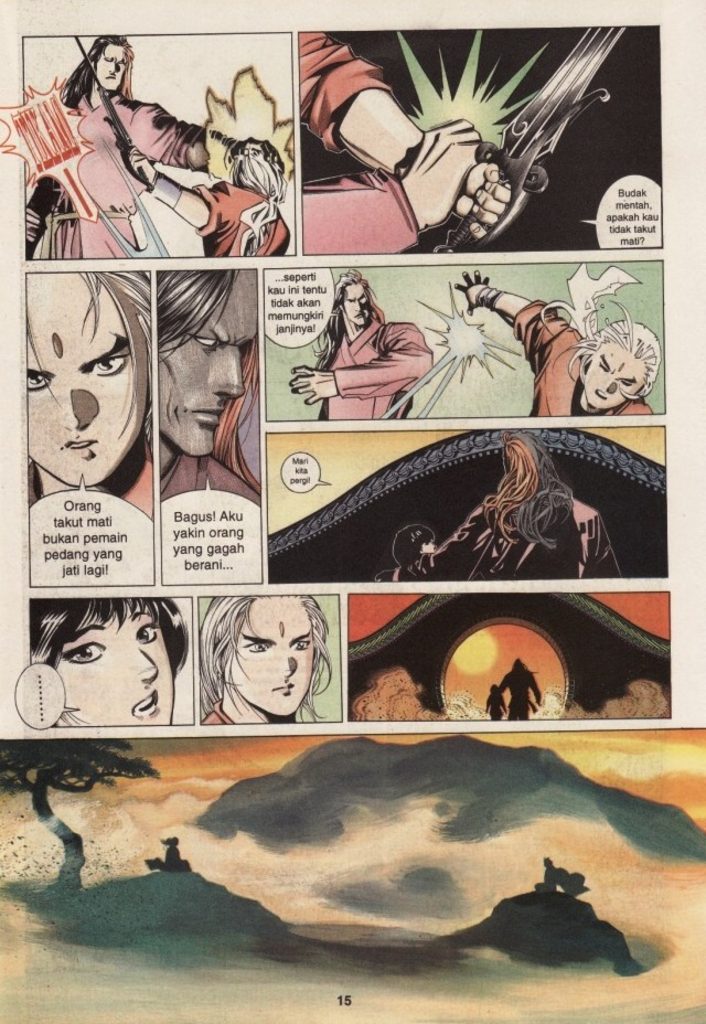 Budak
mentah,
apakah kau
tidak takut
mati?
Orang
takut mati
bukan pemain
pedang yang
jati lagi!
Bagus! Aku
yakin orang
yang gagah
berani...
...seperti
kau ini tentu
tidak akan
memungkiri
janjinya!
Mari
kita
pergi!
........
15